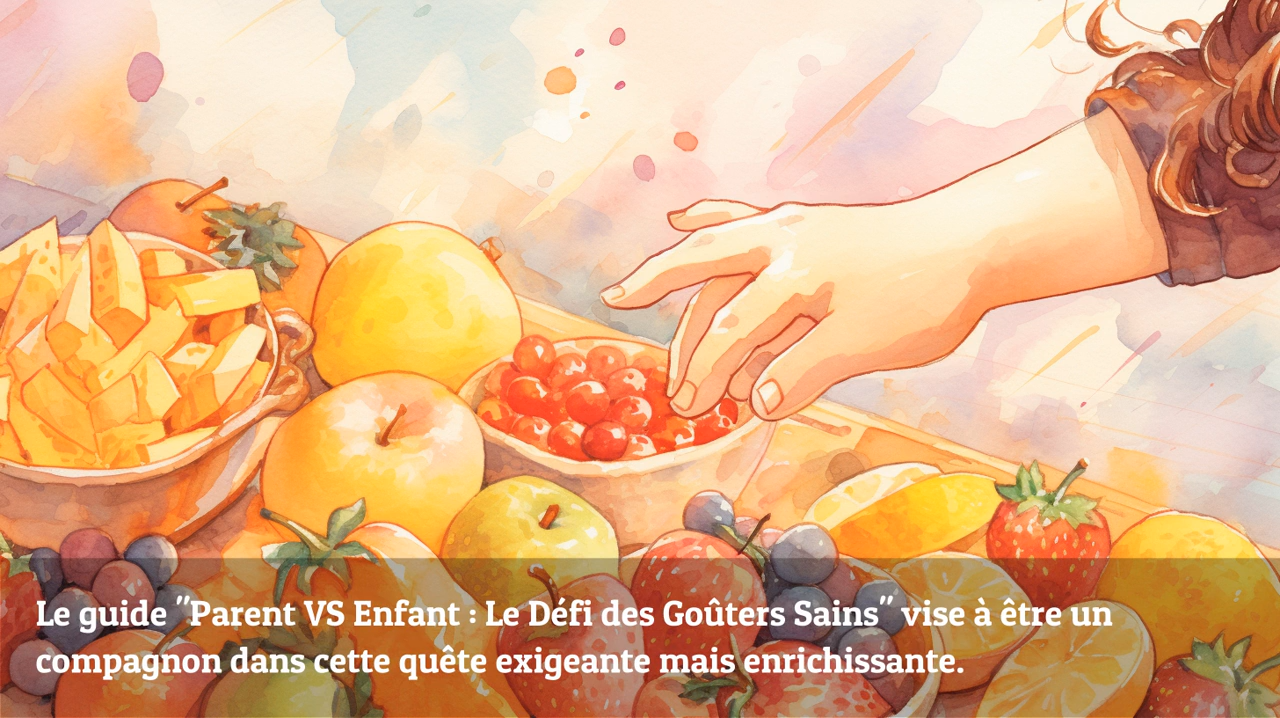 Le guide "Parent VS Enfant : Le Défi des Goûters Sains" vise à être un
compagnon dans cette quête exigeante mais enrichissante.